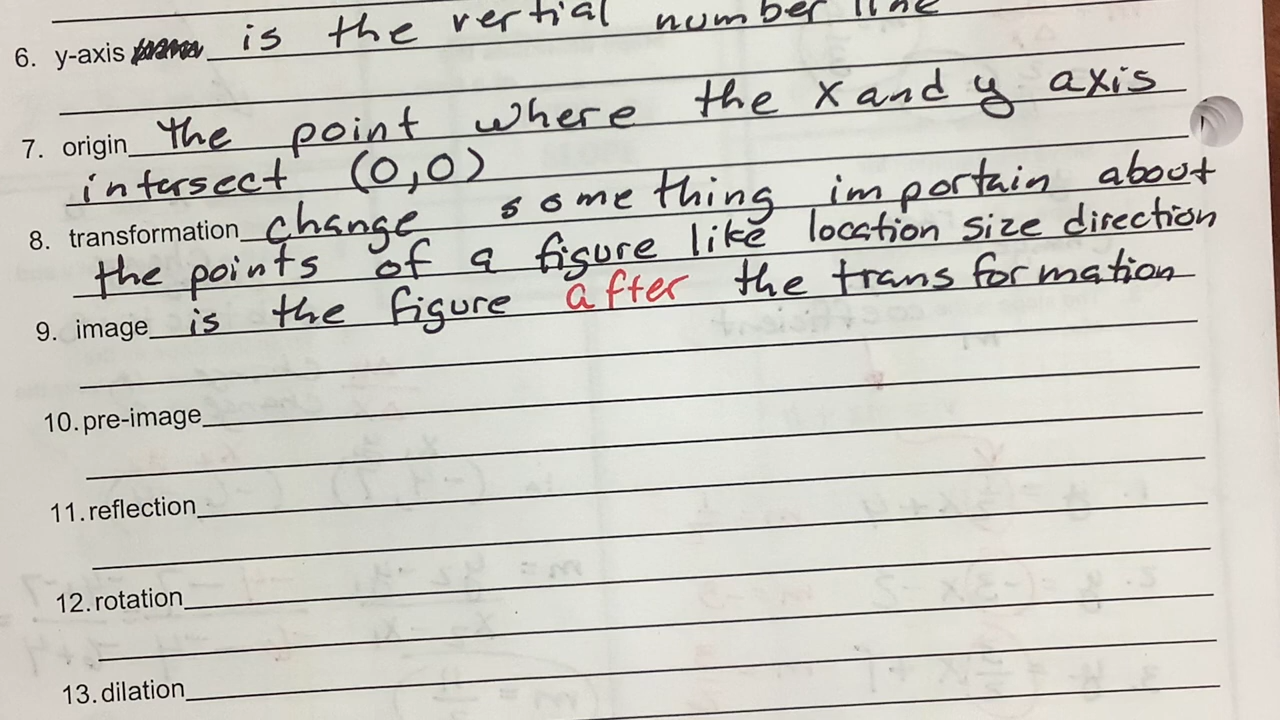 6. y-axis is the vertial number line
7. origin the point where the x and y axis
intersect (0,0)
8. transformation change something importain about
the points of a figure like location size direction
9. image is the figure after the transformation
10. pre-image
11. reflection
12. rotation
13. dilation